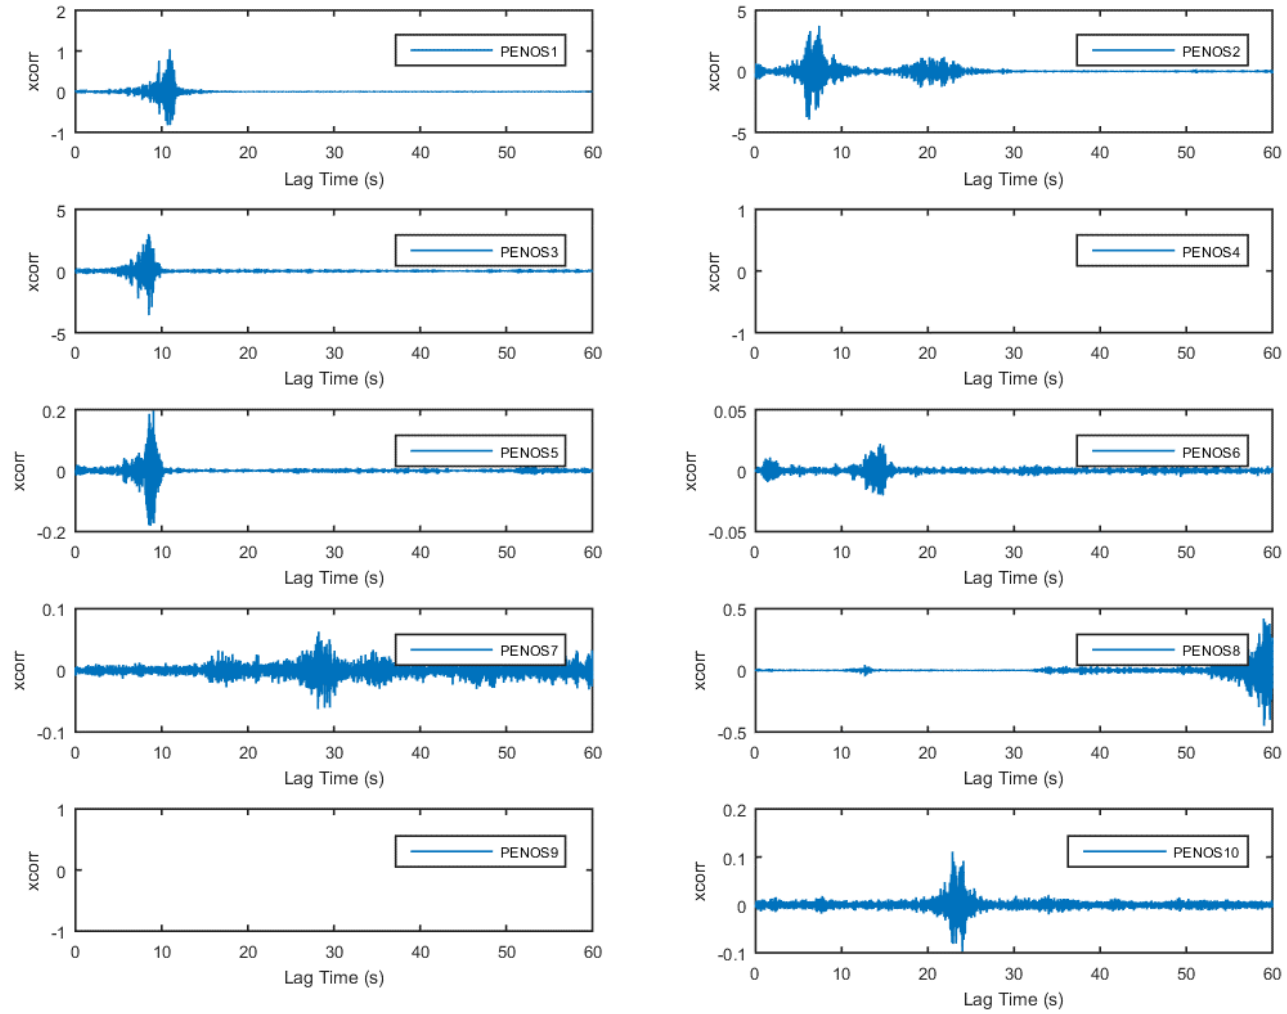 2
1
0
-1
xcorr
PENOS1
0 10 20 30 40 50 60
Lag Time (s)
5
0
-5
xcorr
PENOS2
0 10 20 30 40 50 60
Lag Time (s)
5
0
-5
xcorr
PENOS3
0 10 20 30 40 50 60
Lag Time (s)
1
0
-1
xcorr
PENOS4
0 10 20 30 40 50 60
Lag Time (s)
0.2
0
-0.2
xcorr
PENOS5
0 10 20 30 40 50 60
Lag Time (s)
0.05
0
-0.05
xcorr
PENOS6
0 10 20 30 40 50 60
Lag Time (s)
0.1
0
-0.1
xcorr
PENOS7
0 10 20 30 40 50 60
Lag Time (s)
0.5
0
-0.5
xcorr
PENOS8
0 10 20 30 40 50 60
Lag Time (s)
1
0
-1
xcorr
PENOS9
0 10 20 30 40 50 60
Lag Time (s)
0.2
0.1
0
-0.1
xcorr
PENOS10
0 10 20 30 40 50 60
Lag Time (s)